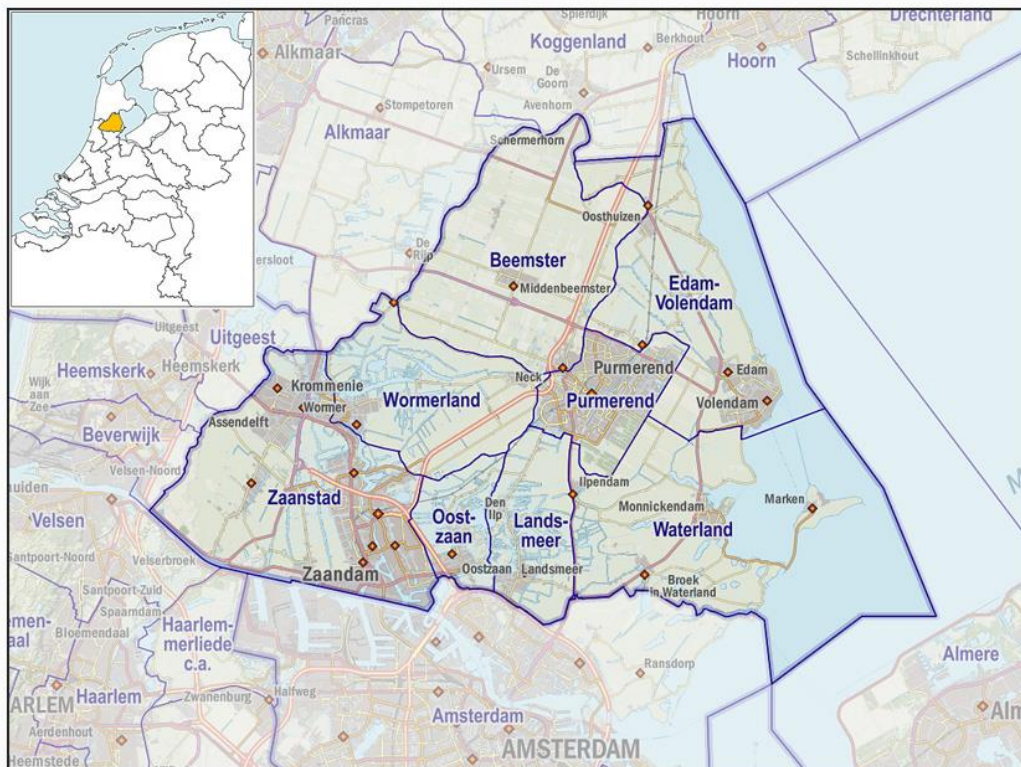 Pancras
Spierdijk
Hoorn
Drechterland
Alkmaar
Koggenland
Berkhout
Ursem
De
Goorn
Hoorn
Schellinkhout
Avenhorn
Stompetoren
Alkmaar
Schermerhorn
Oosthuizen
De
Rijp
Beemster
Middenbeemster
Edam-
Volendam
Uitgeest
Uitgeest
Heemskerk
Heemskerk
Wijk
aan
Zee
Krommenie
Wormer
Neck
Purmerend
Purmerend
Edam
Volendam
Wormerland
Assendelft
Beverwijk
Velsen-Noord
Velsen
Zaanstad
Ilpendam
Marken
Monnickendam
Waterland
Den
Ilp
Oost-
zaan
Lands-
meer
Santpoort-Noord
Velserbroek
Zaandam
Oostzaan
Landsmeer
Broek
in Waterland
Santpoort-Zuid
Spaarndam
Bloemendaal
Haarlem-
merliede
c.a.
Ransdorp
Almere
Haarlem
Zwanenburg
Halfweg
Amsterdam
AMSTERDAM
Aerdenhout
Heemstede